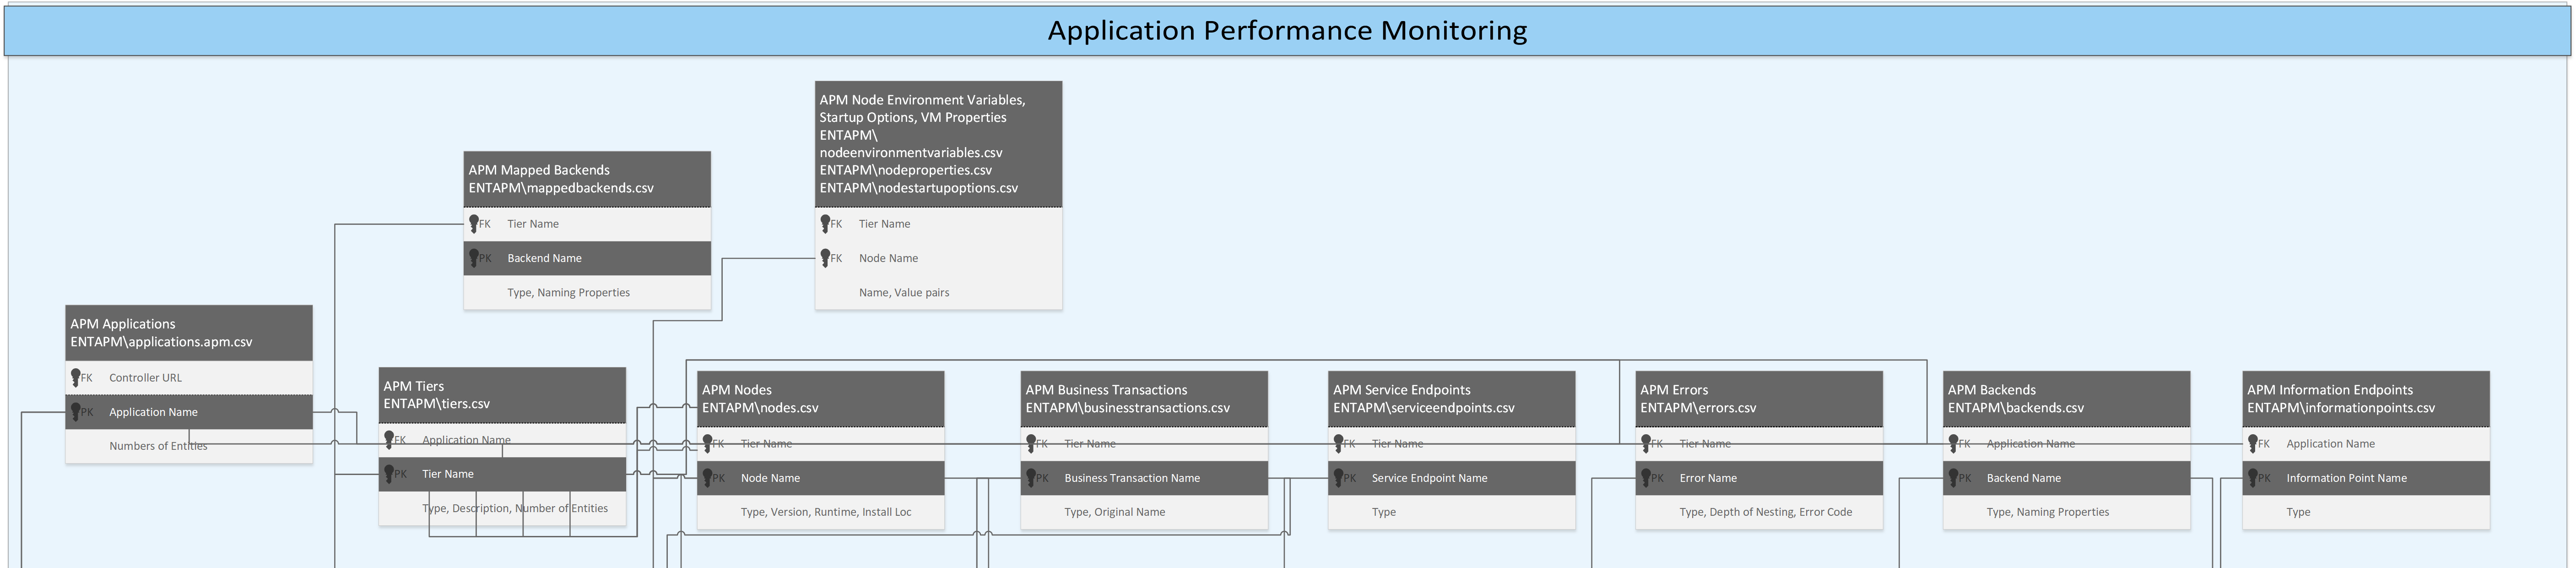 Application Performance Monitoring
APM Node Environment Variables,
Startup Options, VM Properties
ENTAPM\
nodeenvironmentvariables.csv
ENTAPM\nodeproperties.csv
ENTAPM\nodestartupoptions.csv
FK Tier Name
FK Node Name
Name, Value pairs
APM Mapped Backends
ENTAPM\mappedbackends.csv
FK Tier Name
PK Backend Name
Type, Naming Properties
APM Applications
ENTAPM\applications.apm.csv
FK Controller URL
PK Application Name
Numbers of Entities
APM Tiers
ENTAPM\tiers.csv
FK Application Name
PK Tier Name
Type, Description, Number of Entities
APM Nodes
ENTAPM\nodes.csv
FK Tier Name
PK Node Name
Type, Version, Runtime, Install Loc
APM Business Transactions
ENTAPM\businesstransactions.csv
FK Tier Name
PK Business Transaction Name
Type, Original Name
APM Service Endpoints
ENTAPM\serviceendpoints.csv
FK Tier Name
PK Service Endpoint Name
Type
APM Errors
ENTAPM\errors.csv
FK Tier Name
PK Error Name
Type, Depth of Nesting, Error Code
APM Backends
ENTAPM\backends.csv
FK Application Name
PK Backend Name
Type, Naming Properties
APM Information Endpoints
ENTAPM\informationpoints.csv
FK Application Name
PK Information Point Name
Type